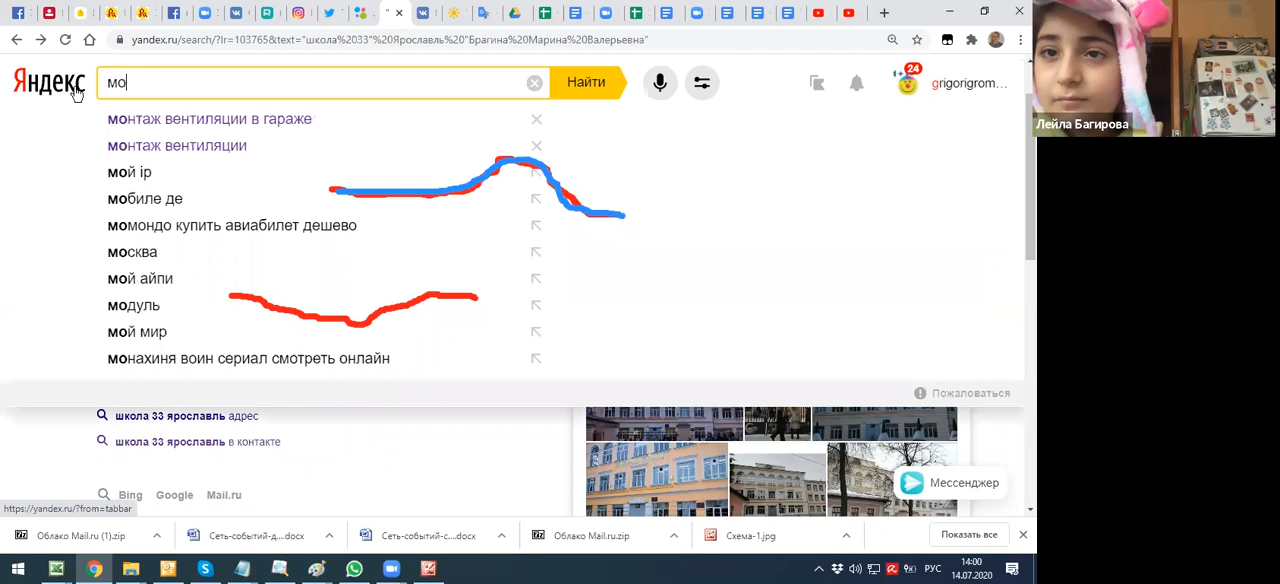 yandex.ru/search/?lr=103765&text="школа%2033"%20Ярославль%20"Брагина%20Марина%20Валерьевна"
Яндекс
мо
Найти
24
grigorigrom...
Лейла Багирова
монтаж вентиляции в гараже
монтаж вентиляции
мой ip
мобиле де
момондо купить авиабилет дешево
москва
мой айпи
модуль
мой мир
монахиня воин сериал смотреть онлайн
Пожаловаться
школа 33 ярославль адрес
школа 33 ярославль в контакте
Bing Google Mail.ru
Мессенджер
https://yandex.ru/?from=tabbar
Облако Mail.ru (1).zip
Сеть-событий-д....docx
Сеть-событий-с....docx
Облако Mail.ru.zip
Схема-1.jpg
Показать все
РУС
14:00
14.07.2020